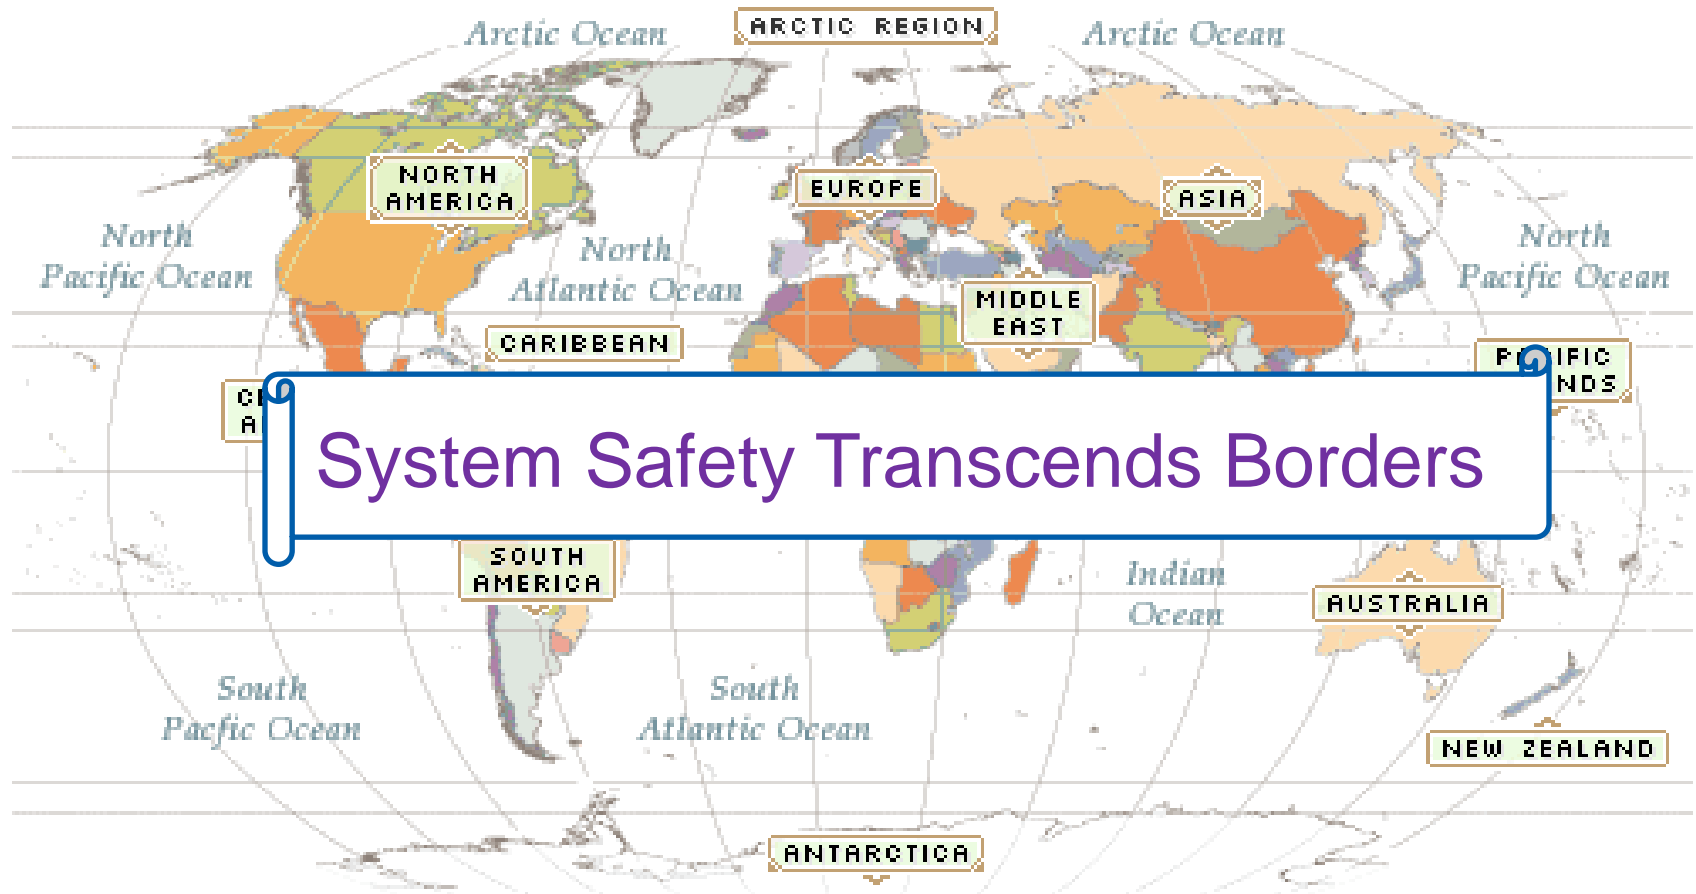 Arctic Ocean
ARCTIC REGION
Arctic Ocean
NORTH
AMERICA
EUROPE
ASIA
North
Pacific Ocean
North
Atlantic Ocean
North
Pacific Ocean
MIDDLE
EAST
CARIBBEAN
System Safety Transcends Borders
SOUTH
AMERICA
Indian
Ocean
AUSTRALIA
South
Pacfic Ocean
South
Atlantic Ocean
NEW ZEALAND
ANTARCTICA